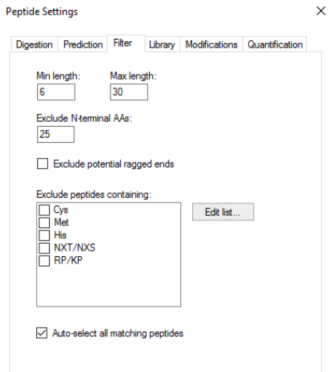 Peptide Settings
Digestion Prediction Filter Library Modifications Quantification
Min length: Max length:
6 30
Exclude N-terminal AAs:
25
Exclude potential ragged ends
Exclude peptides containing:
Cys Edit list...
Met
His
NXT/NXS
RP/KP
Auto-select all matching peptides